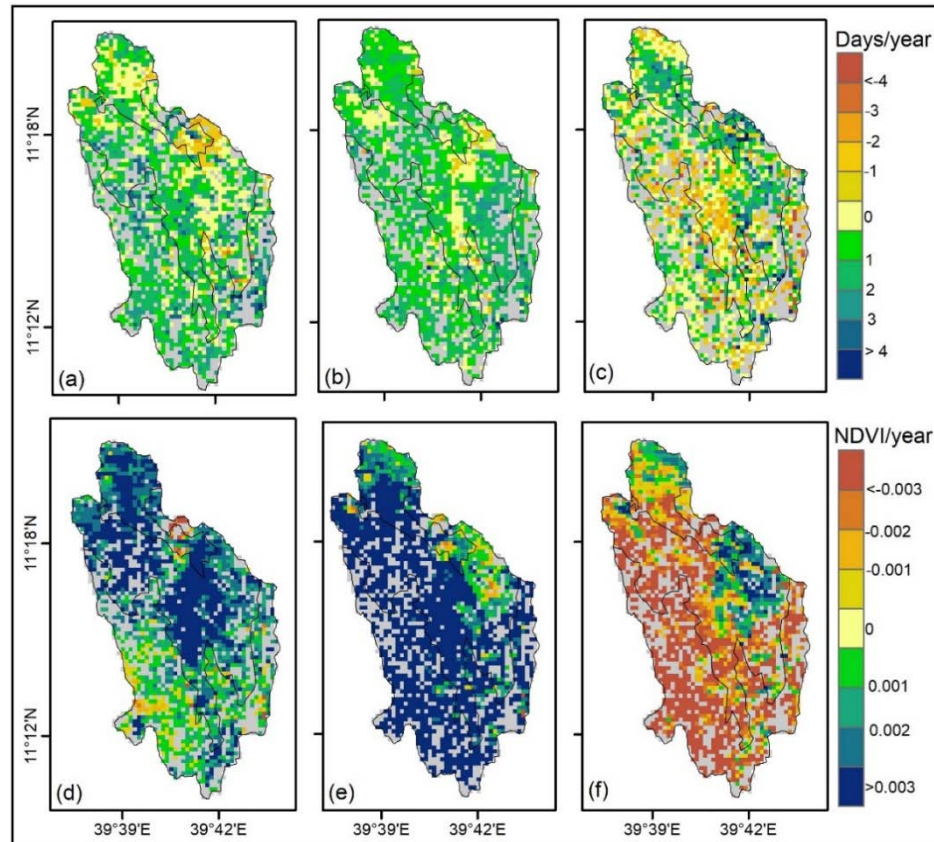 Days/year
<-4
-3
-2
-1
0
1
2
3
> 4
11°18'N
11°12'N
(a)
(b)
(c)
NDVI/year
<-0.003
-0.002
-0.001
0
0.001
0.002
>0.003
11°18'N
11°12'N
(d)
(e)
(f)
39°39'E
39°42'E
39°39'E
39°42'E
39°39'E
39°42'E